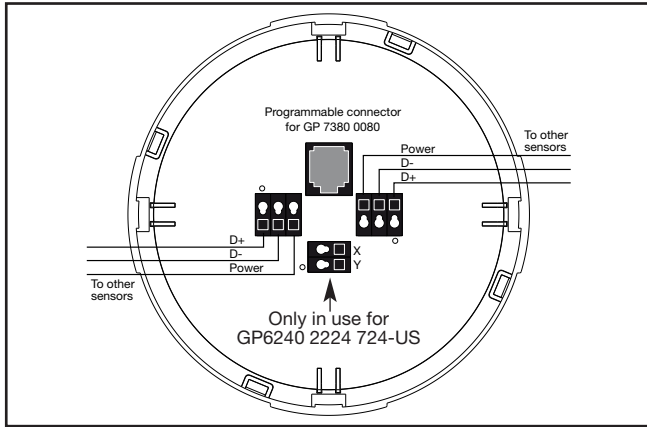 Programmable connector
for GP 7380 0080
Power
D-
D+
To other
sensors
D+
D-
Power
To other
sensors
X
Y
Only in use for
GP6240 2224 724-US